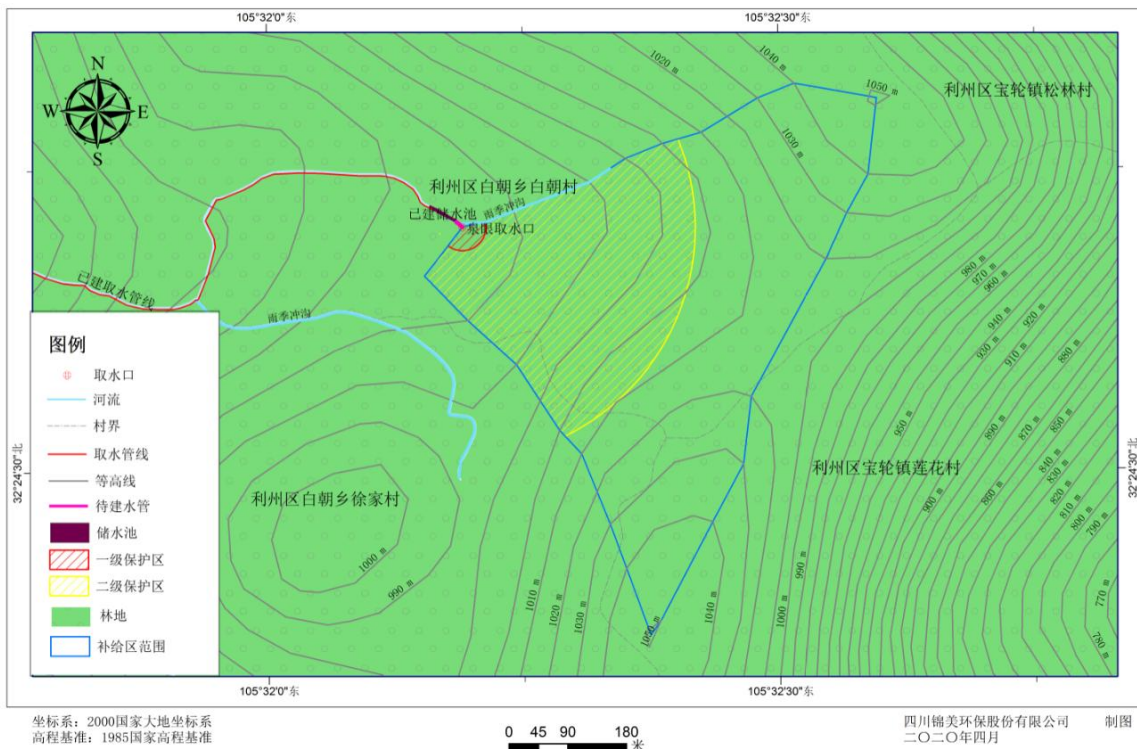 105°32'0"东
105°32'30"东
N
W
E
S
1020 m
1040 m
1050 m
利州区宝轮镇松林村
1030 m
利州区白朝乡白朝村
已建储水池
雨季冲沟
泉眼取水口
980 m
970 m
960 m
已建取水管线
雨季冲沟
940 m
930 m
920 m
910 m
880 m
图例
取水口
河流
村界
取水管线
等高线
待建水管
储水池
一级保护区
二级保护区
林地
补给区范围
950 m
890 m
870 m
850 m
32°24'30"北
32°24'30"北
利州区宝轮镇莲花村
840 m
830 m
820 m
810 m
800 m
790 m
900 m
860 m
利州区白朝乡徐家村
1000 m
990 m
1010 m
1020 m
1030 m
1050 m
1040 m
1000 m
990 m
770 m
780 m
105°32'0"东
105°32'30"东
坐标系：2000国家大地坐标系
高程基准：1985国家高程基准
0 45 90 180
米
四川锦美环保股份有限公司 制图
二〇二〇年四月